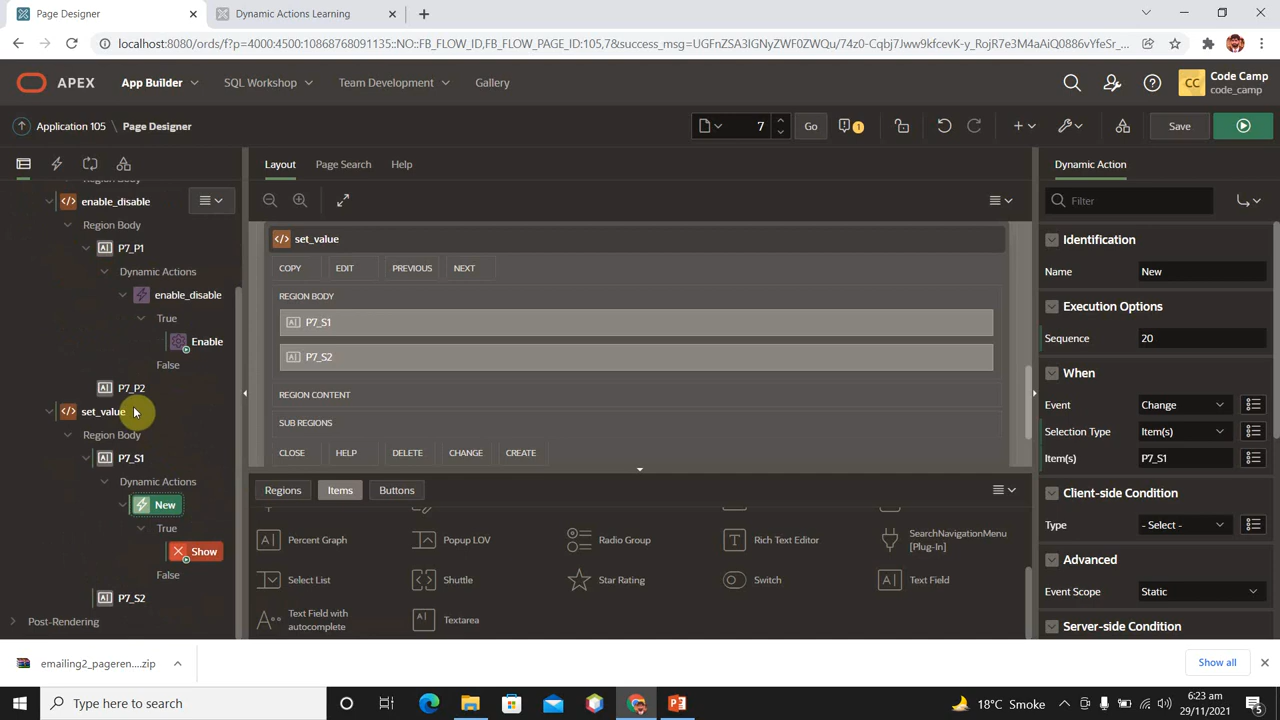 Page Designer
Dynamic Actions Learning
localhost:8080/ords/f?p=4000:4500:10868768091135::NO::FB_FLOW_ID,FB_FLOW_PAGE_ID:105,7&success_msg=UGFnZSA3IGNyZWF0ZWQu/74z0-Cqbj7Jww9kfcevK-y_RojR7e3M4aAiQ0886vYfeSr_...
APEX
App Builder
SQL Workshop
Team Development
Gallery
CC
Code Camp
code_camp
Application 105 \ Page Designer
7
Go
1
Save
Layout
Page Search
Help
Dynamic Action
Region Body
enable_disable
Region Body
P7_P1
Dynamic Actions
enable_disable
True
Enable
False
P7_P2
set_value
Region Body
P7_S1
Dynamic Actions
New
True
Show
False
P7_S2
Post-Rendering
set_value
COPY
EDIT
PREVIOUS
NEXT
REGION BODY
P7_S1
P7_S2
REGION CONTENT
SUB REGIONS
CLOSE
HELP
DELETE
CHANGE
CREATE
Regions
Items
Buttons
Percent Graph
Popup LOV
Radio Group
Rich Text Editor
SearchNavigationMenu
[Plug-In]
Select List
Shuttle
Star Rating
Switch
Text Field
Text Field with
autocomplete
Textarea
Filter
Identification
Name
New
Execution Options
Sequence
20
When
Event
Change
Selection Type
Item(s)
Item(s)
P7_S1
Client-side Condition
Type
- Select -
Advanced
Event Scope
Static
Server-side Condition
emailing2_pageren....zip
Show all
Type here to search
18°C Smoke
6:23 am
29/11/2021
5